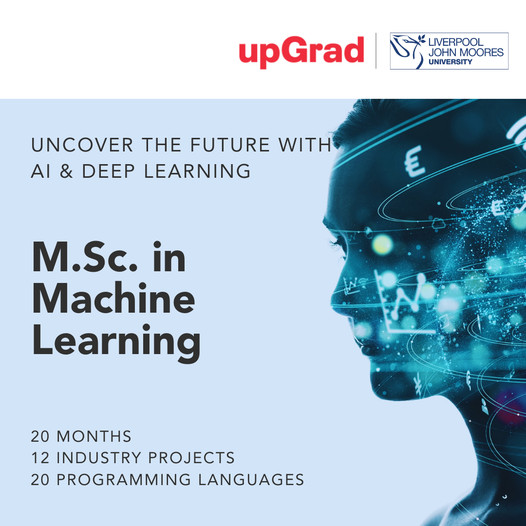 upGrad
LIVERPOOL
JOHN MOORES
UNIVERSITY
UNCOVER THE FUTURE WITH
AI & DEEP LEARNING
M.Sc. in
Machine
Learning
20 MONTHS
12 INDUSTRY PROJECTS
20 PROGRAMMING LANGUAGES